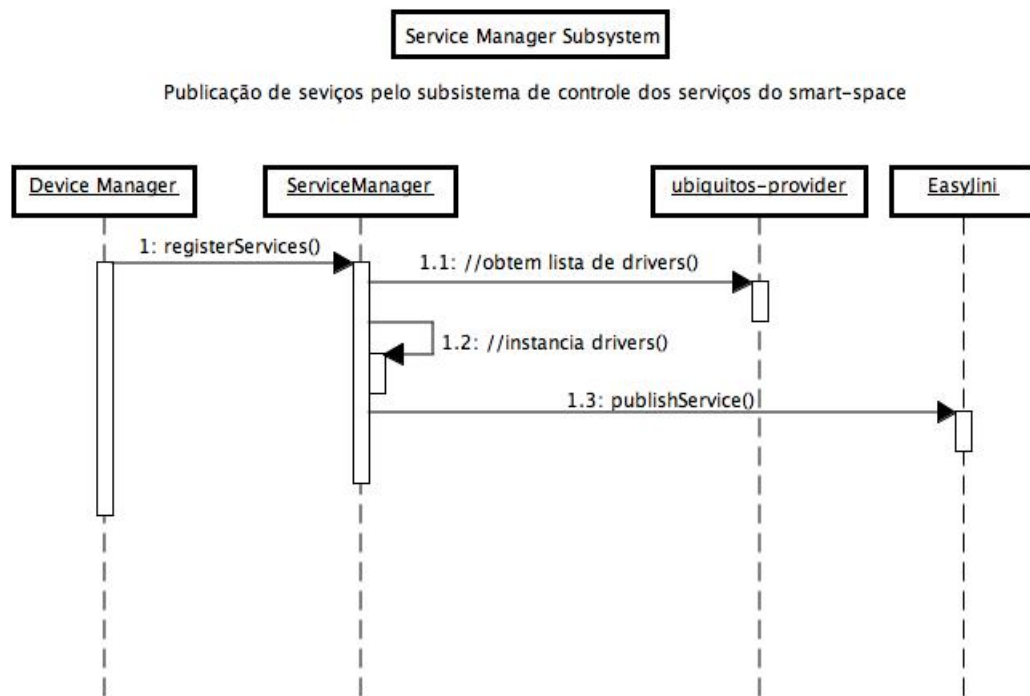 Service Manager Subsystem
Publicação de seviços pelo subsistema de controle dos serviços do smart-space
Device Manager
ServiceManager
ubiquitos-provider
EasyJini
1: registerServices()
1.1: //obtem lista de drivers()
1.2: //instancia drivers()
1.3: publishService()